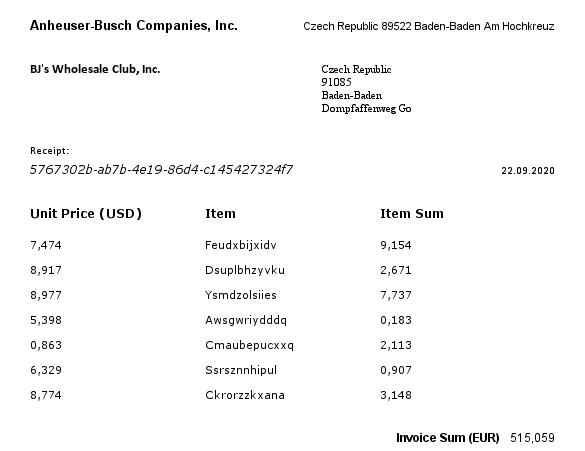 Anheuser-Busch Companies, Inc. Czech Republic 89522 Baden-Baden Am Hochkreuz
BJ's Wholesale Club, Inc. Czech Republic
91085
Baden-Baden
Dompfaffenweg Go
Receipt:
5767302b-ab7b-4e19-86d4-c145427324f7 22.09.2020
Unit Price (USD) Item Item Sum
7,474 Feudxbijxidv 9,154
8,917 Dsuplbhzyvku 2,671
8,977 Ysmdzolsiies 7,737
5,398 Awsgwriydddq 0,183
0,863 Cmaubepucxxq 2,113
6,329 Ssrsznnhipul 0,907
8,774 Ckrorzzkxana 3,148
Invoice Sum (EUR) 515,059